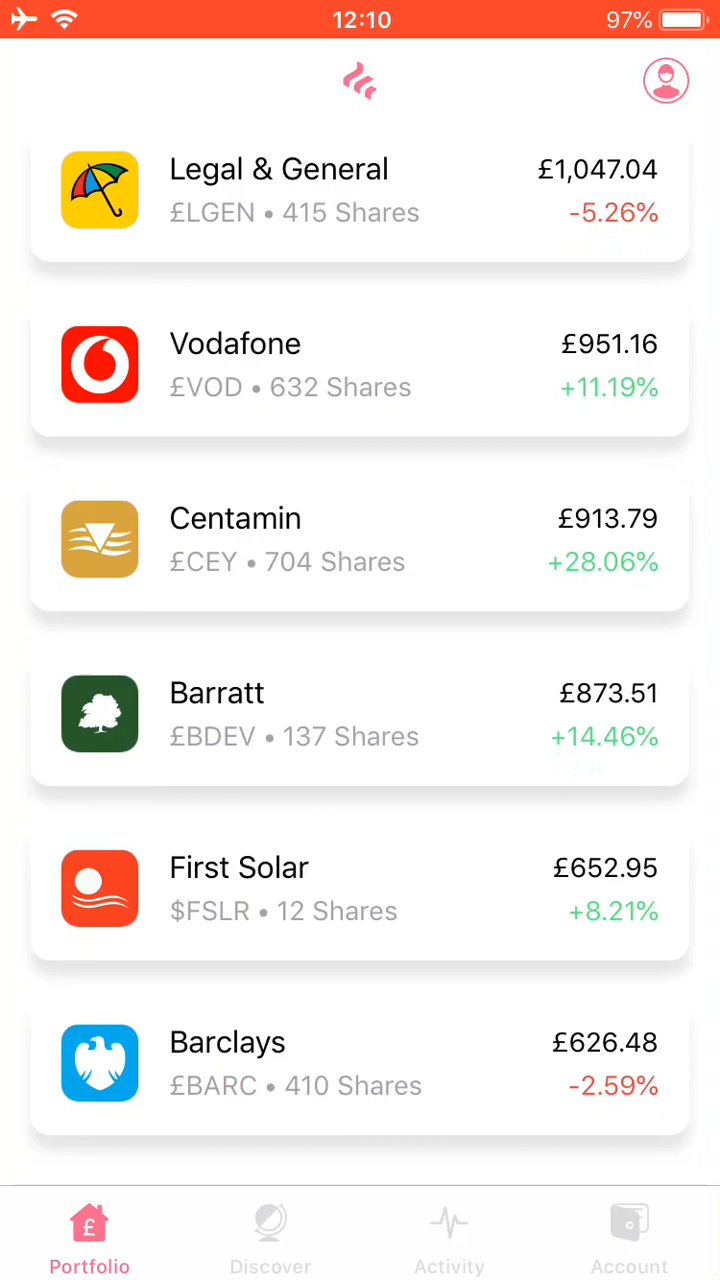 12:10
97%
Legal & General
£1,047.04
£LGEN • 415 Shares
-5.26%
Vodafone
£951.16
£VOD • 632 Shares
+11.19%
Centamin
£913.79
£CEY • 704 Shares
+28.06%
Barratt
£873.51
£BDEV • 137 Shares
+14.46%
First Solar
£652.95
$FSLR • 12 Shares
+8.21%
Barclays
£626.48
£BARC • 410 Shares
-2.59%
£
Portfolio
Discover
Activity
Account